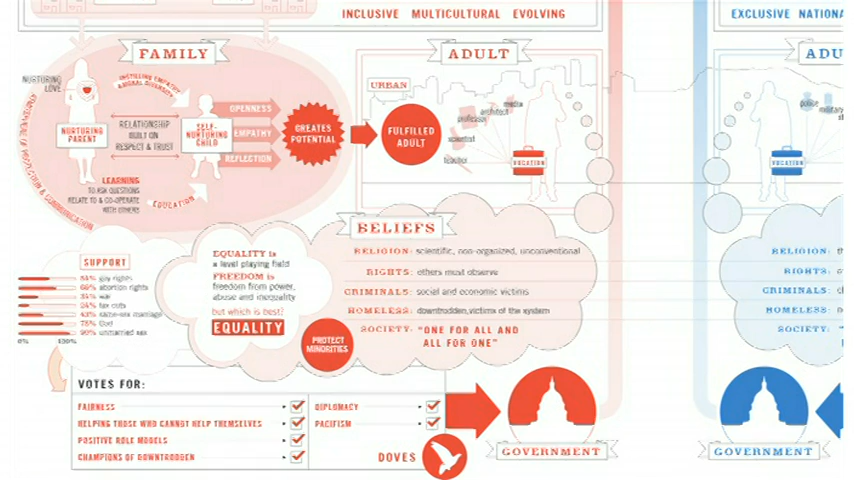 INCLUSIVE MULTICULTURAL EVOLVING
EXCLUSIVE NATIONA
FAMILY
NURTURING
LOVE
NURTURING
PARENT
RELATIONSHIP
BUILT ON
RESPECT & TRUST
SELF-
NURTURING
CHILD
OPENNESS
EMPATHY
REFLECTION
CREATES
POTENTIAL
LEARNING
TO ASK QUESTIONS
RELATE TO & CO-OPERATE
WITH OTHERS
EDUCATION
ADULT
URBAN
FULFILLED
ADULT
media
architect
professor
scientist
teacher
VOCATION
ADU
police
military
VOCATION
BELIEFS
RELIGION: scientific, non-organized, unconventional
RIGHTS: others must observe
CRIMINALS: social and economic victims
HOMELESS: downtrodden, victims of the system
SOCIETY: "ONE FOR ALL AND
ALL FOR ONE"
EQUALITY is
a level playing field
FREEDOM is
freedom from power,
abuse and inequality
but which is best?
EQUALITY
PROTECT
MINORITIES
SUPPORT
gay rights
abortion rights
war
tax cuts
same-sex marriage
God
unmarried sex
0% 100%
RELIGION:
RIGHTS:
CRIMINALS:
HOMELESS:
SOCIETY:
VOTES FOR:
FAIRNESS
HELPING THOSE WHO CANNOT HELP THEMSELVES
POSITIVE ROLE MODELS
CHAMPIONS OF DOWNTRODDEN
DIPLOMACY
PACIFISM
DOVES
GOVERNMENT
GOVERNMENT